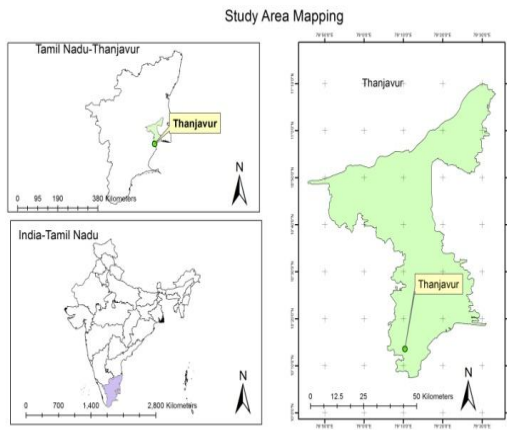 Study Area Mapping
Tamil Nadu-Thanjavur
Thanjavur
N
0 95 190 380 Kilometers
India-Tamil Nadu
N
0 700 1,400 2,800 Kilometers
Thanjavur
Thanjavur
N
0 12.5 25 50 Kilometers